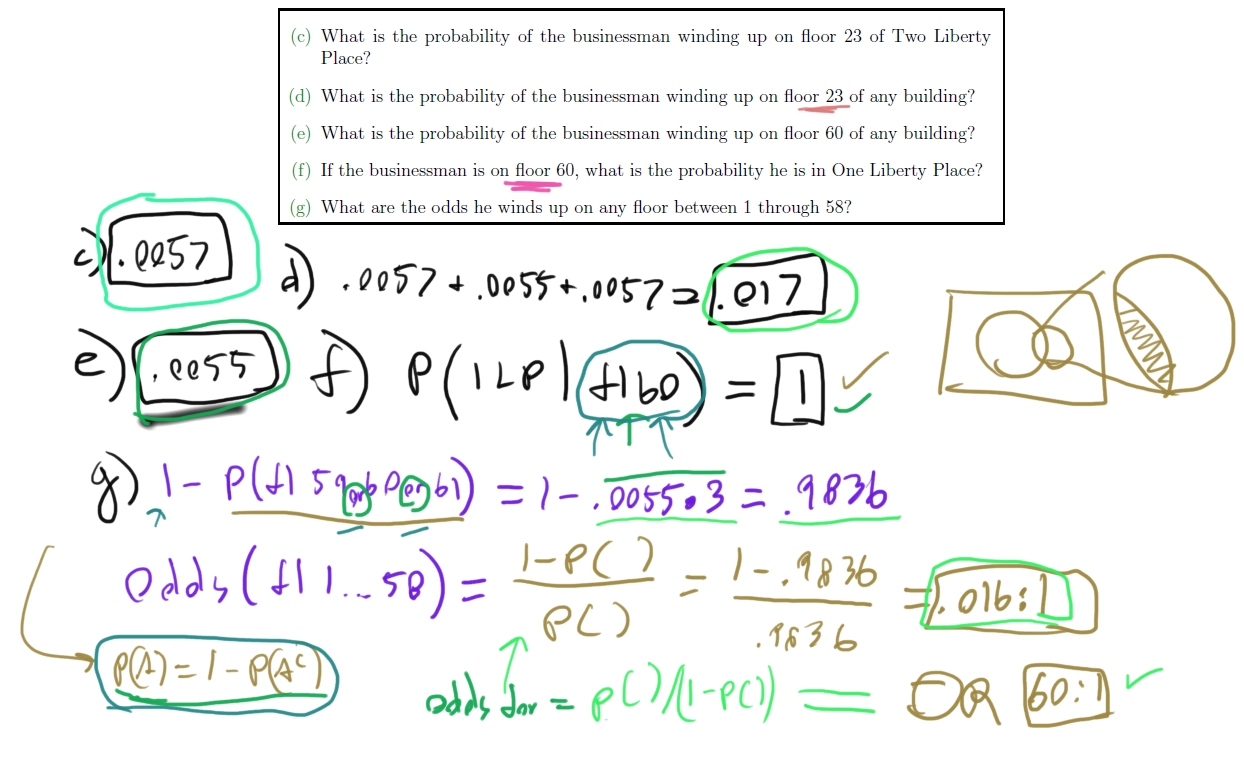 (c) What is the probability of the businessman winding up on floor 23 of Two Liberty
Place?
(d) What is the probability of the businessman winding up on floor 23 of any building?
(e) What is the probability of the businessman winding up on floor 60 of any building?
(f) If the businessman is on floor 60, what is the probability he is in One Liberty Place?
(g) What are the odds he winds up on any floor between 1 through 58?
c) .0057
d) .0057 + .0055 + .0057 = .017
e) .0055
f) P(1LP | fl60) = 1
g) 1 - P(fl 59 or 60 or 61) = 1 - .0055 • 3 = .9836
Odds(fl 1... 58) = 1-P( ) / P( ) = 1-.9836 / .9836 = .016:1
P(A) = 1 - P(Aᶜ)
odds for = P( )/(1-P( )) = OR 60:1